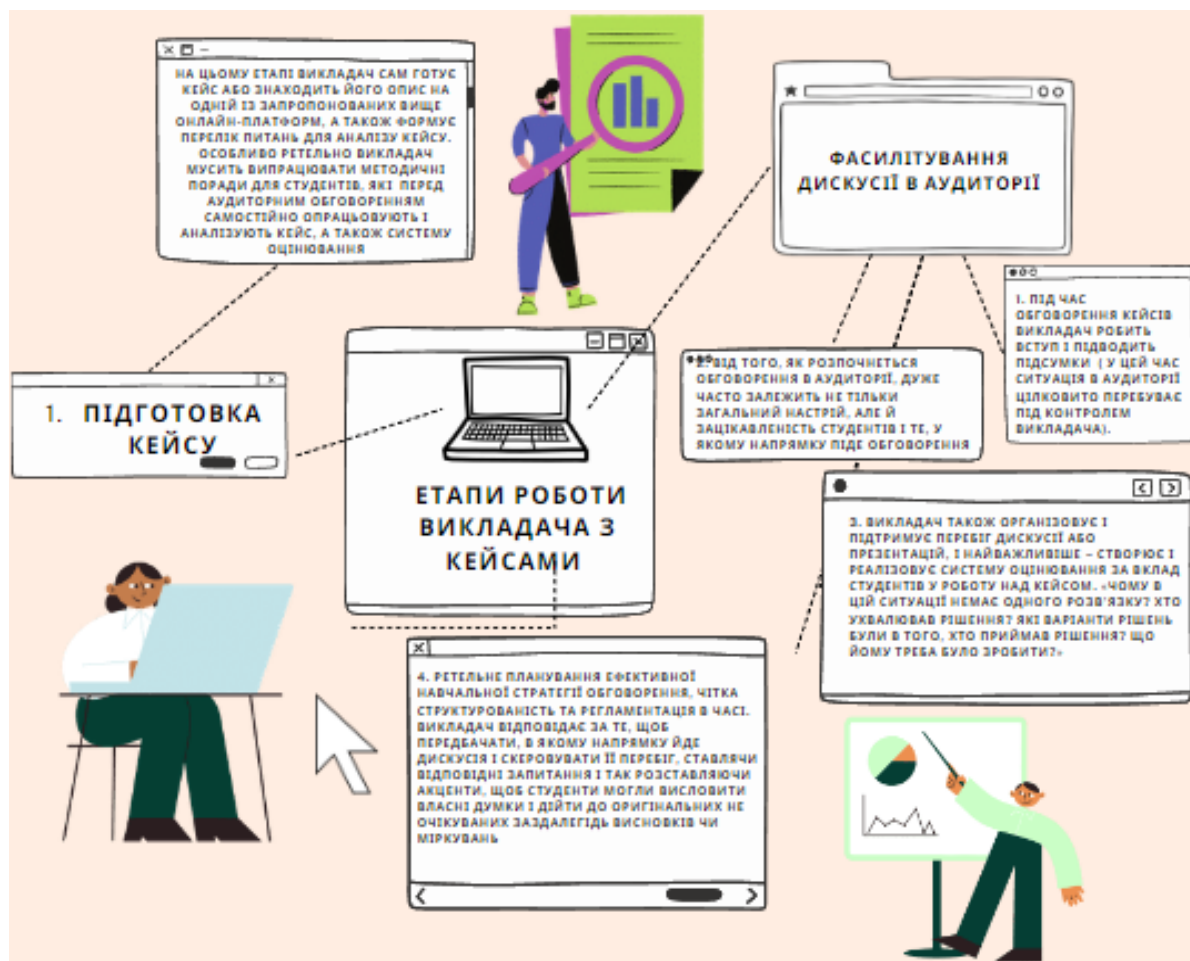 НА ЦЬОМУ ЕТАПІ ВИКЛАДАЧ САМ ГОТУЄ
КЕЙС АБО ЗНАХОДИТЬ ЙОГО ОПИС НА
ОДНІЙ ІЗ ЗАПРОПОНОВАНИХ ВИЩЕ
ОНЛАЙН-ПЛАТФОРМ, А ТАКОЖ ФОРМУЄ
ПЕРЕЛІК ПИТАНЬ ДЛЯ АНАЛІЗУ КЕЙСУ.
ОСОБЛИВО РЕТЕЛЬНО ВИКЛАДАЧ
МУСИТЬ ВИПРАЦЮВАТИ МЕТОДИЧНІ
ПОРАДИ ДЛЯ СТУДЕНТІВ, ЯКІ ПЕРЕД
АУДИТОРНИМ ОБГОВОРЕННЯМ
САМОСТІЙНО ОПРАЦЬОВУЮТЬ І
АНАЛІЗУЮТЬ КЕЙС, А ТАКОЖ СИСТЕМУ
ОЦІНЮВАННЯ
1. ПІДГОТОВКА
КЕЙСУ
ЕТАПИ РОБОТИ
ВИКЛАДАЧА З
КЕЙСАМИ
ФАСИЛІТУВАННЯ
ДИСКУСІЇ В АУДИТОРІЇ
1. ПІД ЧАС
ОБГОВОРЕННЯ КЕЙСІВ
ВИКЛАДАЧ РОБИТЬ
ВСТУП І ПІДВОДИТЬ
ПІДСУМКИ ( У ЦЕЙ ЧАС
СИТУАЦІЯ В АУДИТОРІЇ
ЦІЛКОВИТО ПЕРЕБУВАЄ
ПІД КОНТРОЛЕМ
ВИКЛАДАЧА).
2. ВІД ТОГО, ЯК РОЗПОЧНЕТЬСЯ
ОБГОВОРЕННЯ В АУДИТОРІЇ, ДУЖЕ
ЧАСТО ЗАЛЕЖИТЬ НЕ ТІЛЬКИ
ЗАГАЛЬНИЙ НАСТРІЙ, АЛЕ Й
ЗАЦІКАВЛЕНІСТЬ СТУДЕНТІВ І ТЕ, У
ЯКОМУ НАПРЯМКУ ПІДЕ ОБГОВОРЕННЯ
3. ВИКЛАДАЧ ТАКОЖ ОРГАНІЗОВУЄ І
ПІДТРИМУЄ ПЕРЕБІГ ДИСКУСІЇ АБО
ПРЕЗЕНТАЦІЙ, І НАЙВАЖЛИВІШЕ – СТВОРЮЄ І
РЕАЛІЗОВУЄ СИСТЕМУ ОЦІНЮВАННЯ ЗА ВКЛАД
СТУДЕНТІВ У РОБОТУ НАД КЕЙСОМ. «ЧОМУ В
ЦІЙ СИТУАЦІЇ НЕМАЄ ОДНОГО РОЗВ'ЯЗКУ? ХТО
УХВАЛЮВАВ РІШЕННЯ? ЯКІ ВАРІАНТИ РІШЕНЬ
БУЛИ В ТОГО, ХТО ПРИЙМАВ РІШЕННЯ? ЩО
ЙОМУ ТРЕБА БУЛО ЗРОБИТИ?»
4. РЕТЕЛЬНЕ ПЛАНУВАННЯ ЕФЕКТИВНОЇ
НАВЧАЛЬНОЇ СТРАТЕГІЇ ОБГОВОРЕННЯ, ЧІТКА
СТРУКТУРОВАНІСТЬ ТА РЕГЛАМЕНТАЦІЯ В ЧАСІ.
ВИКЛАДАЧ ВІДПОВІДАЄ ЗА ТЕ, ЩОБ
ПЕРЕДБАЧАТИ, В ЯКОМУ НАПРЯМКУ ЙДЕ
ДИСКУСІЯ І СКЕРОВУВАТИ ЇЇ ПЕРЕБІГ, СТАВЛЯЧИ
ВІДПОВІДНІ ЗАПИТАННЯ І ТАК РОЗСТАВЛЯЮЧИ
АКЦЕНТИ, ЩОБ СТУДЕНТИ МОГЛИ ВИСЛОВИТИ
ВЛАСНІ ДУМКИ І ДІЙТИ ДО ОРИГІНАЛЬНИХ НЕ
ОЧІКУВАНИХ ЗАЗДАЛЕГІДЬ ВИСНОВКІВ ЧИ
МІРКУВАНЬ